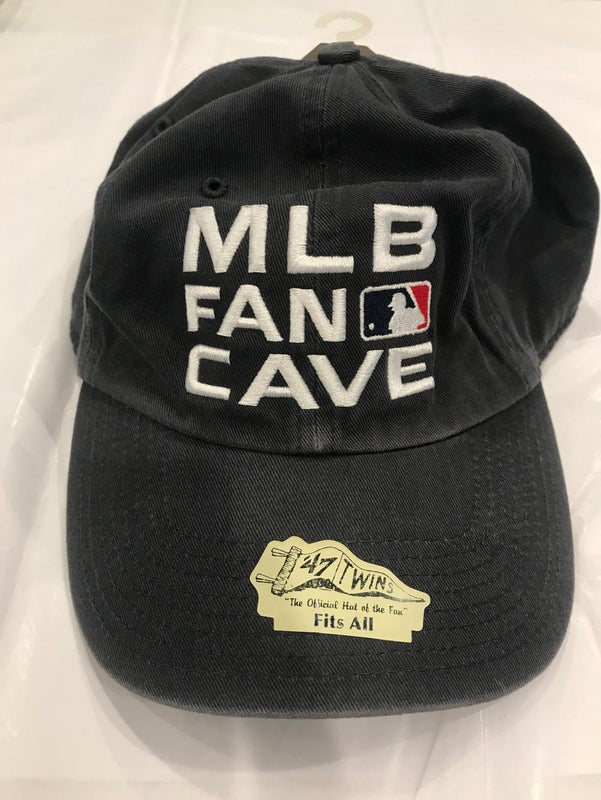 MLB
FAN
CAVE
'47 TWINS
"The Official Hat of the Fan"
Fits All